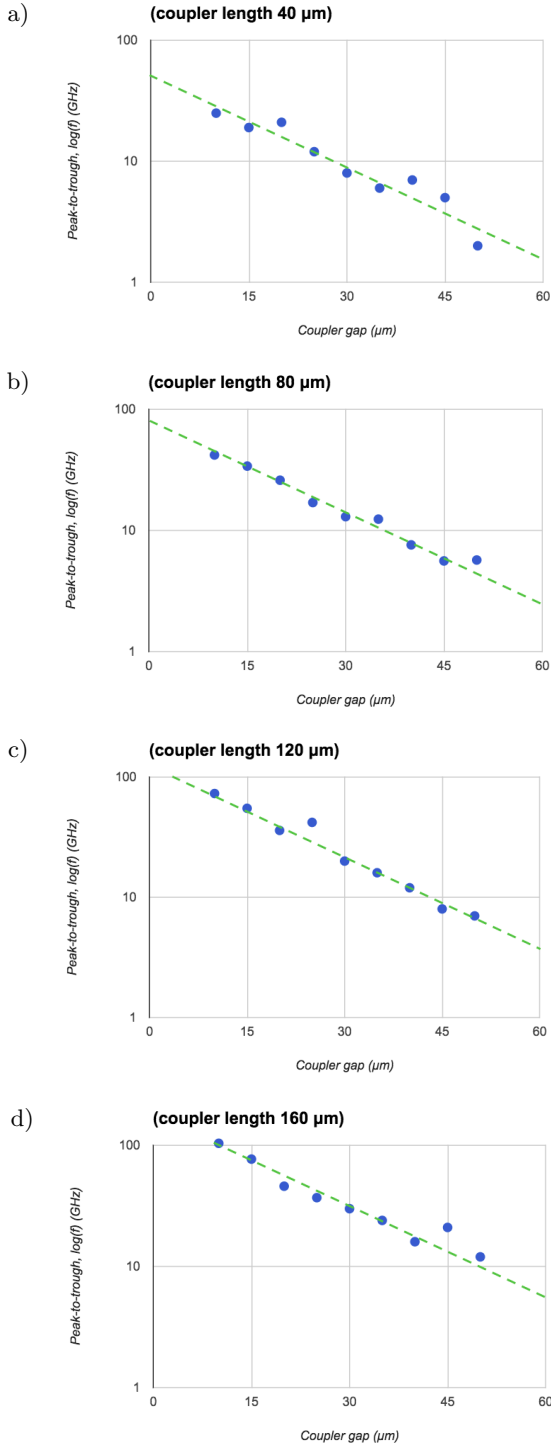 a)
(coupler length 40 µm)
Peak-to-trough, log(f) (GHz)
100
10
1
0 15 30 45 60
Coupler gap (µm)
b)
(coupler length 80 µm)
Peak-to-trough, log(f) (GHz)
100
10
1
0 15 30 45 60
Coupler gap (µm)
c)
(coupler length 120 µm)
Peak-to-trough, log(f) (GHz)
100
10
1
0 15 30 45 60
Coupler gap (µm)
d)
(coupler length 160 µm)
Peak-to-trough, log(f) (GHz)
100
10
1
0 15 30 45 60
Coupler gap (µm)